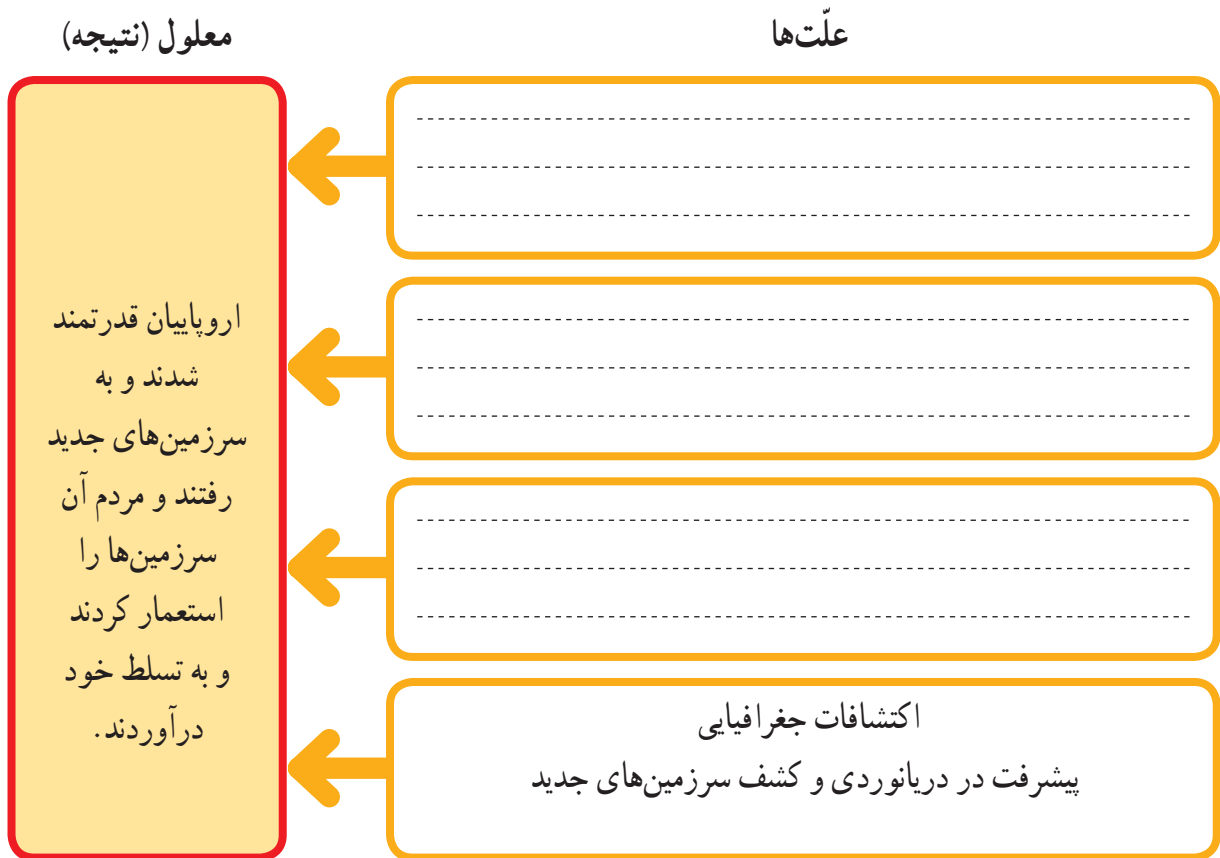 علّت‌ها
معلول (نتیجه)
اکتشافات جغرافیایی
پیشرفت در دریانوردی و کشف سرزمین‌های جدید
اروپاییان قدرتمند
شدند و به
سرزمین‌های جدید
رفتند و مردم آن
سرزمین‌ها را
استعمار کردند
و به تسلط خود
درآوردند.